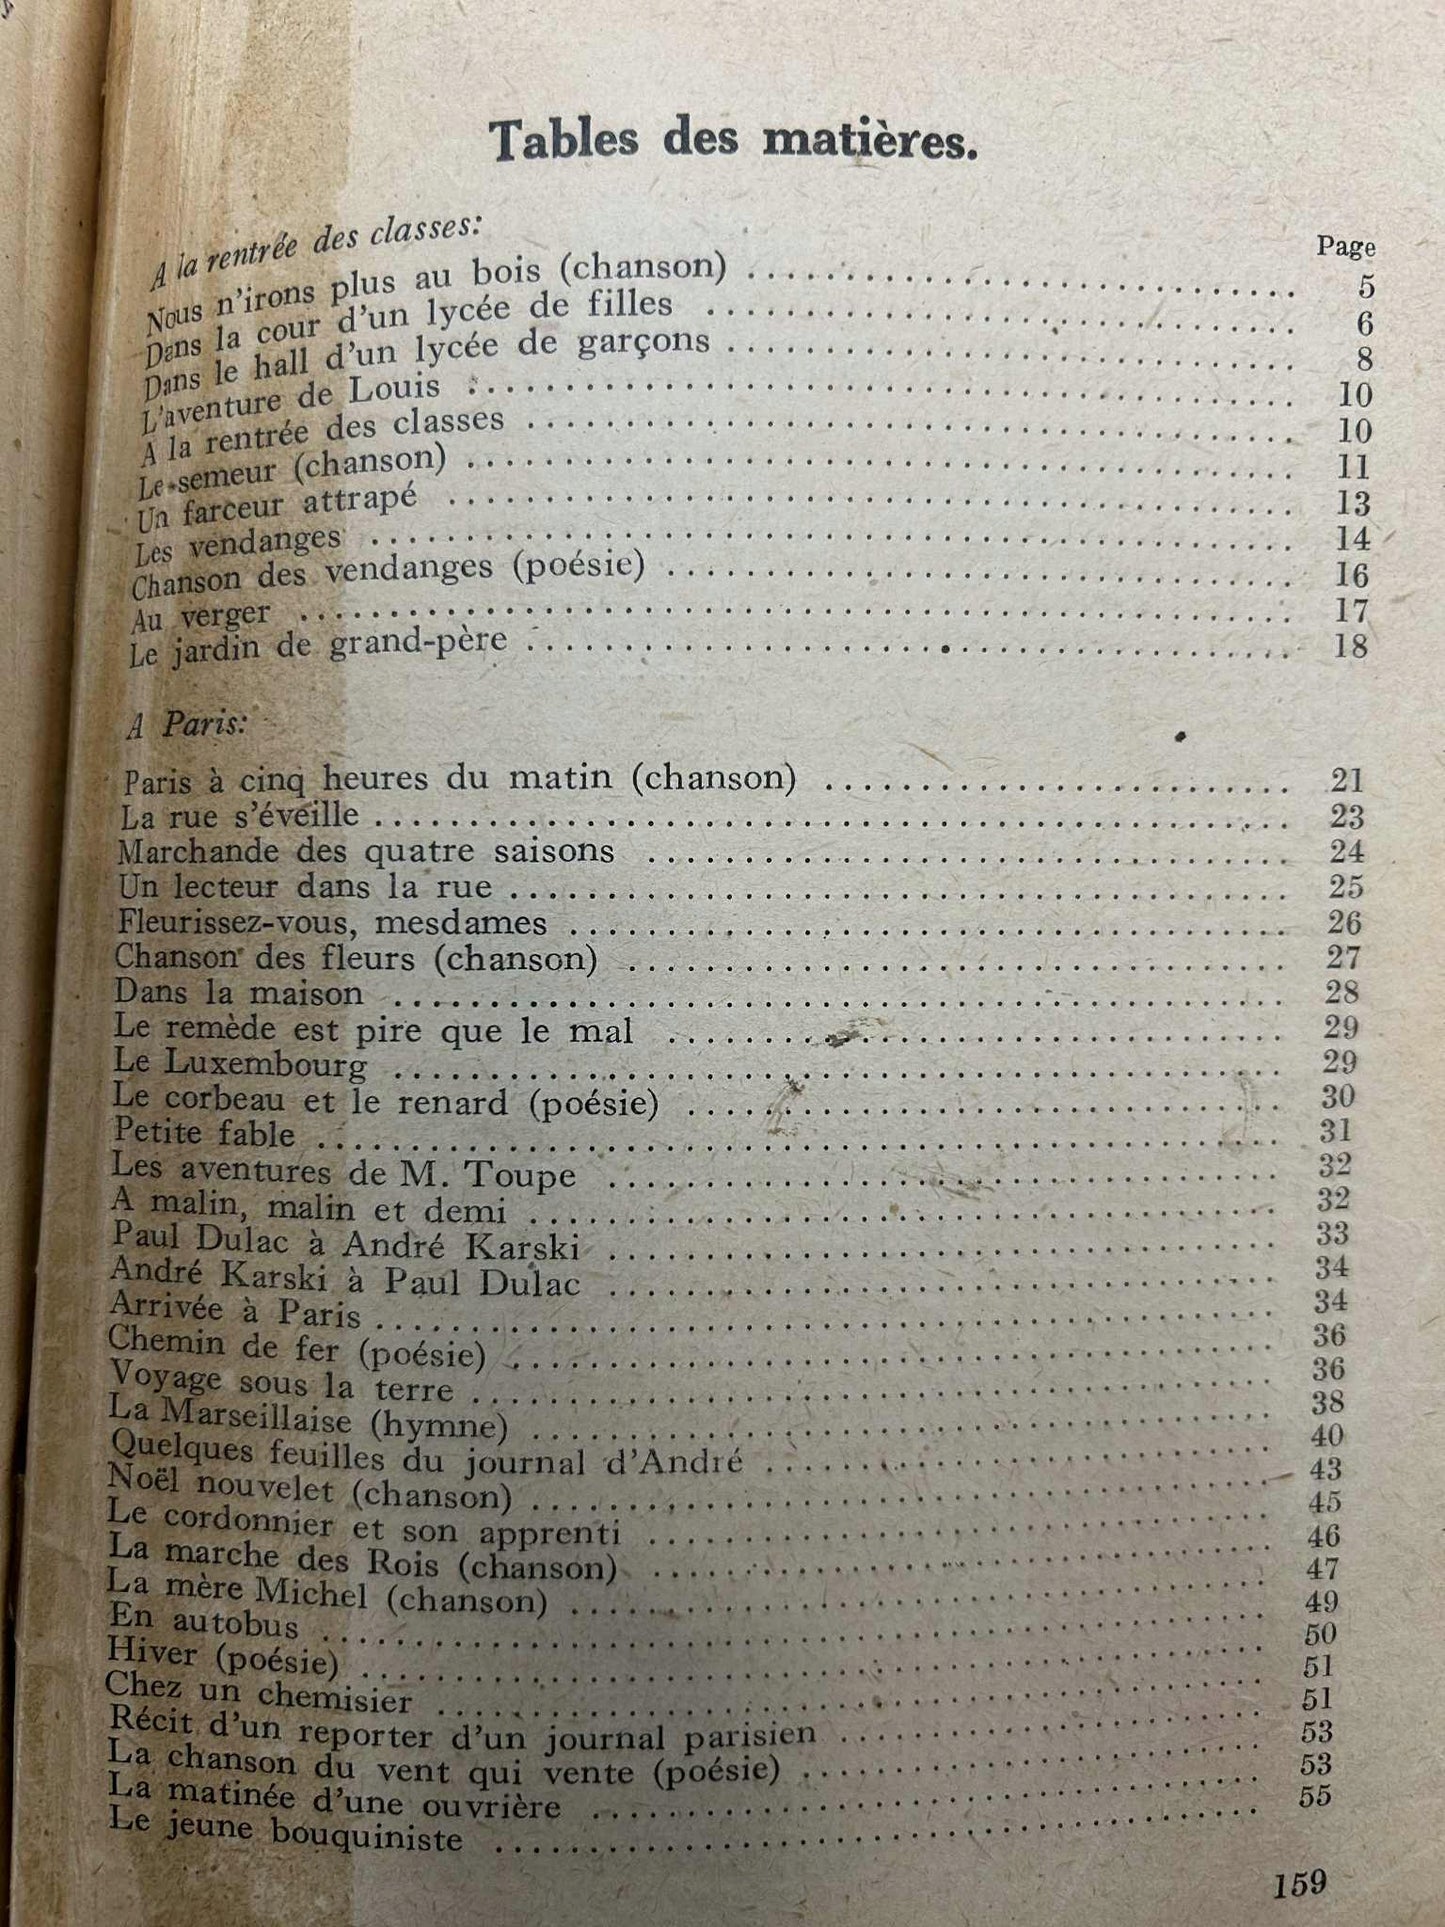 Tables des matières.
Page
A la rentrée des classes:
Nous n'irons plus au bois (chanson) .......... 5
Dans la cour d'un lycée de filles .......... 6
Dans le hall d'un lycée de garçons .......... 8
L'aventure de Louis .......... 10
A la rentrée des classes .......... 10
Le semeur (chanson) .......... 11
Un farceur attrapé .......... 13
Les vendanges .......... 14
Chanson des vendanges (poésie) .......... 16
Au verger .......... 17
Le jardin de grand-père .......... 18
A Paris:
Paris à cinq heures du matin (chanson) .......... 21
La rue s'éveille .......... 23
Marchande des quatre saisons .......... 24
Un lecteur dans la rue .......... 25
Fleurissez-vous, mesdames .......... 26
Chanson des fleurs (chanson) .......... 27
Dans la maison .......... 28
Le remède est pire que le mal .......... 29
Le Luxembourg .......... 29
Le corbeau et le renard (poésie) .......... 30
Petite fable .......... 31
Les aventures de M. Toupe .......... 32
A malin, malin et demi .......... 32
Paul Dulac à André Karski .......... 33
André Karski à Paul Dulac .......... 34
Arrivée à Paris .......... 34
Chemin de fer (poésie) .......... 36
Voyage sous la terre .......... 36
La Marseillaise (hymne) .......... 38
Quelques feuilles du journal d'André .......... 40
Noël nouvelet (chanson) .......... 43
Le cordonnier et son apprenti .......... 45
La marche des Rois (chanson) .......... 46
La mère Michel (chanson) .......... 47
En autobus .......... 49
Hiver (poésie) .......... 50
Chez un chemisier .......... 51
Récit d'un reporter d'un journal parisien .......... 51
La chanson du vent qui vente (poésie) .......... 53
La matinée d'une ouvrière .......... 53
Le jeune bouquiniste .......... 55
159